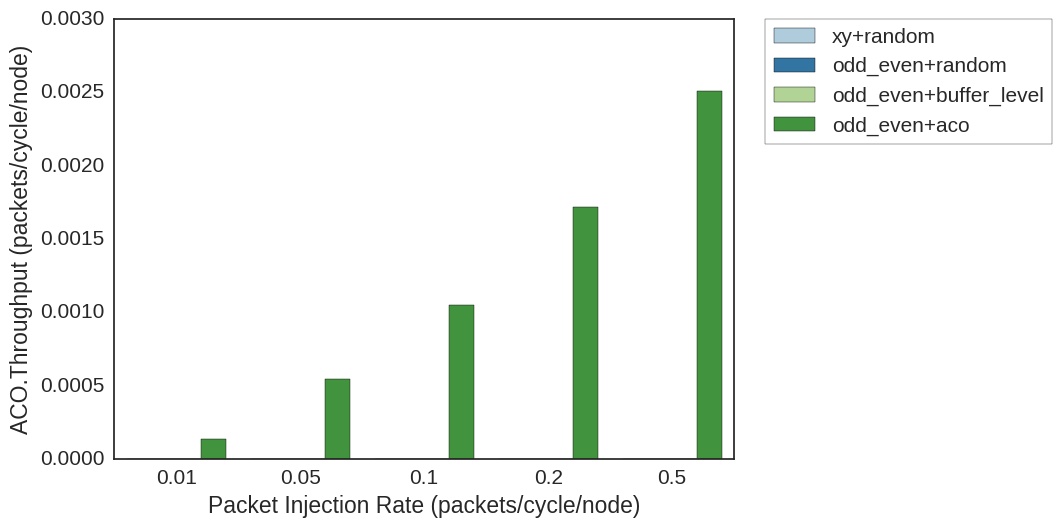 ACO.Throughput (packets/cycle/node)
0.0030
0.0025
0.0020
0.0015
0.0010
0.0005
0.0000
0.01
0.05
0.1
0.2
0.5
Packet Injection Rate (packets/cycle/node)
xy+random
odd_even+random
odd_even+buffer_level
odd_even+aco